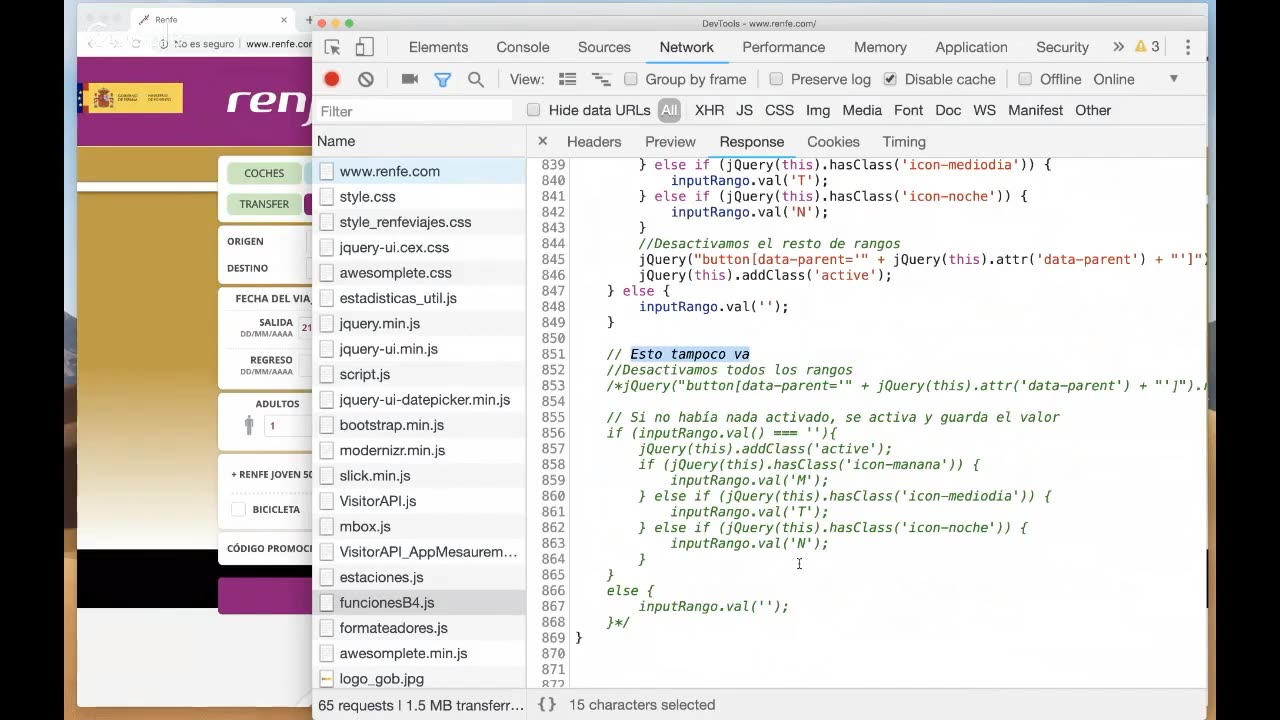 Renfe
No es seguro | www.renfe.co
renf
COCHES
TRANSFER
ORIGEN
DESTINO
FECHA DEL VIA
SALIDA
DD/MM/AAAA
21
REGRESO
DD/MM/AAAA
ADULTOS
1
+ RENFE JOVEN 50
BICICLETA
CÓDIGO PROMOCI
DevTools - www.renfe.com/
Elements Console Sources Network Performance Memory Application Security » 3
View: Group by frame Preserve log Disable cache Offline Online
Filter Hide data URLs All XHR JS CSS Img Media Font Doc WS Manifest Other
Name
www.renfe.com
style.css
style_renfeviajes.css
jquery-ui.cex.css
awesomplete.css
estadisticas_util.js
jquery.min.js
jquery-ui.min.js
script.js
jquery-ui-datepicker.min.js
bootstrap.min.js
modernizr.min.js
slick.min.js
VisitorAPI.js
mbox.js
VisitorAPI_AppMesaurem…
estaciones.js
funcionesB4.js
formateadores.js
awesomplete.min.js
logo_gob.jpg
65 requests | 1.5 MB transferr…
× Headers Preview Response Cookies Timing
839 } else if (jQuery(this).hasClass('icon-mediodia')) {
840 inputRango.val('T');
841 } else if (jQuery(this).hasClass('icon-noche')) {
842 inputRango.val('N');
843 }
844 //Desactivamos el resto de rangos
845 jQuery("button[data-parent='" + jQuery(this).attr('data-parent') + "']")
846 jQuery(this).addClass('active');
847 } else {
848 inputRango.val('');
849 }
850
851 // Esto tampoco va
852 //Desactivamos todos los rangos
853 /*jQuery("button[data-parent='" + jQuery(this).attr('data-parent') + "']").r
854
855 // Si no había nada activado, se activa y guarda el valor
856 if (inputRango.val() === ''){
857 jQuery(this).addClass('active');
858 if (jQuery(this).hasClass('icon-manana')) {
859 inputRango.val('M');
860 } else if (jQuery(this).hasClass('icon-mediodia')) {
861 inputRango.val('T');
862 } else if (jQuery(this).hasClass('icon-noche')) {
863 inputRango.val('N');
864 }
865 }
866 else {
867 inputRango.val('');
868 }*/
869 }
870
871
872
{} 15 characters selected